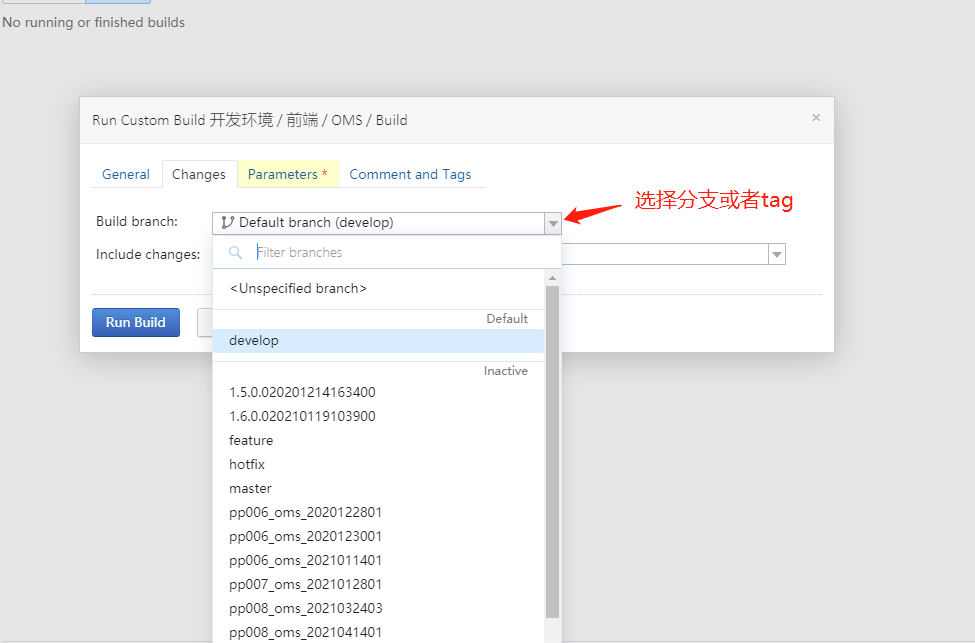 No running or finished builds
Run Custom Build 开发环境 / 前端 / OMS / Build ×
General Changes Parameters * Comment and Tags
选择分支或者tag
Build branch: Default branch (develop)
Filter branches
Include changes:
<Unspecified branch>
Default
Run Build
develop
Inactive
1.5.0.020201214163400
1.6.0.020210119103900
feature
hotfix
master
pp006_oms_2020122801
pp006_oms_2020123001
pp006_oms_2021011401
pp007_oms_2021012801
pp008_oms_2021032403
pp008_oms_2021041401